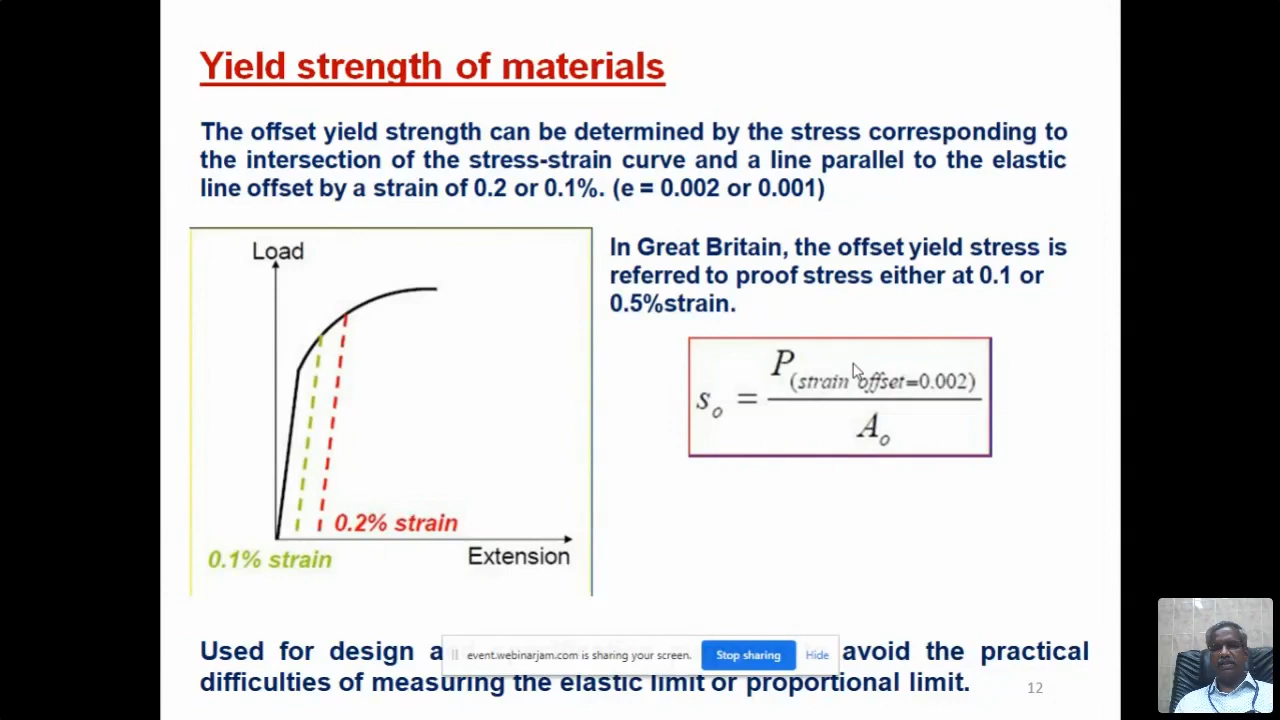 Yield strength of materials
The offset yield strength can be determined by the stress corresponding to
the intersection of the stress-strain curve and a line parallel to the elastic
line offset by a strain of 0.2 or 0.1%. (e = 0.002 or 0.001)
Load
0.2% strain
Extension
0.1% strain
In Great Britain, the offset yield stress is
referred to proof stress either at 0.1 or
0.5%strain.
s_o = P_(strain offset=0.002) / A_o
Used for design a
avoid the practical
event.webinarjam.com is sharing your screen.
Stop sharing
Hide
difficulties of measuring the elastic limit or proportional limit.
12